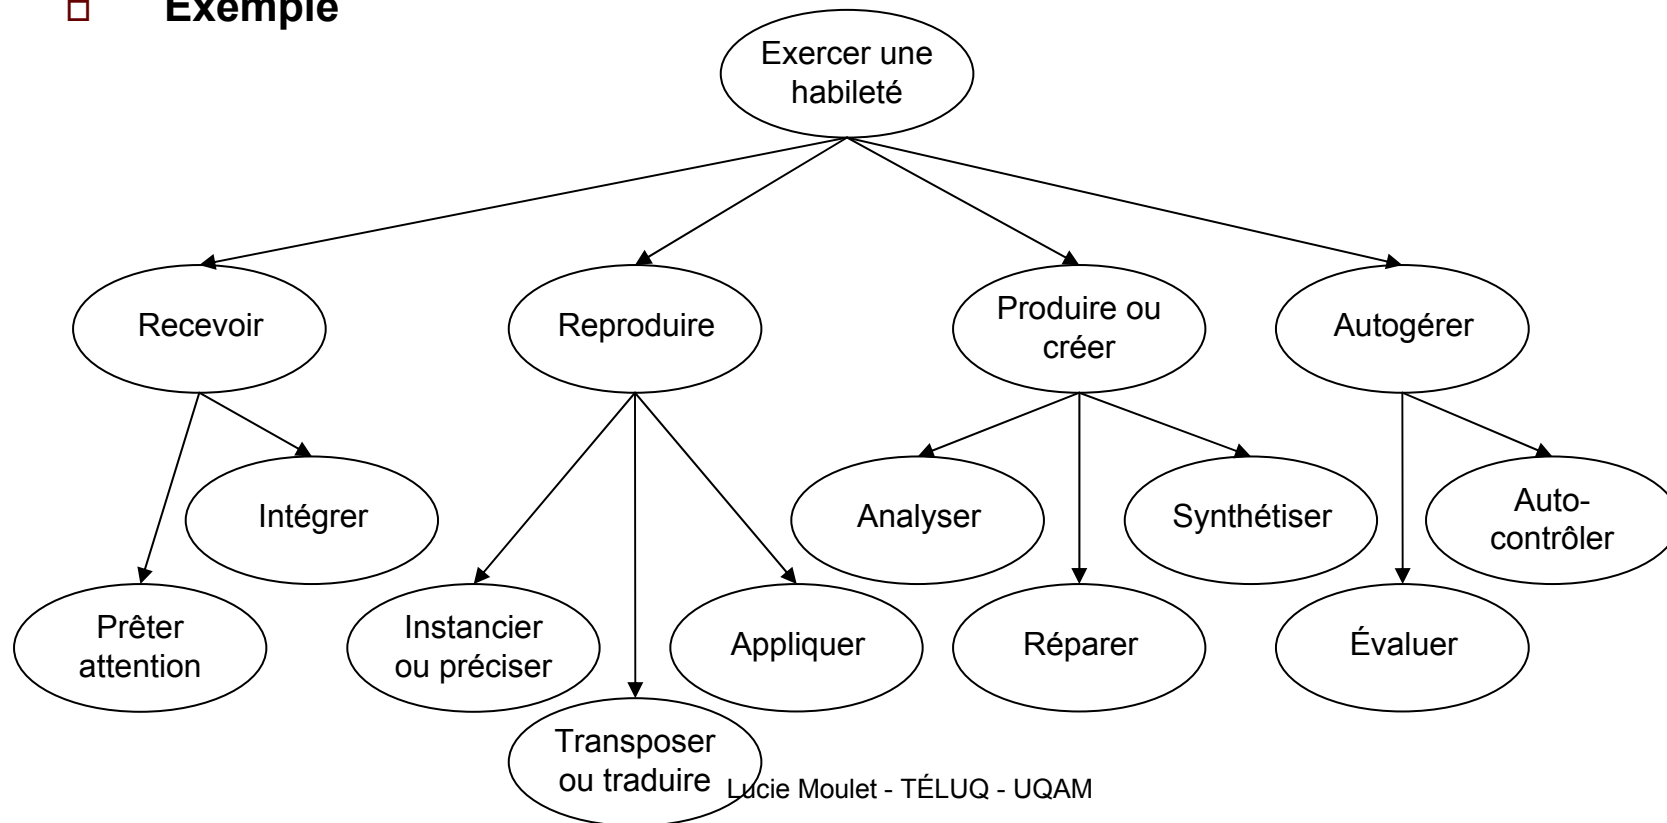 Exemple
Exercer une
habileté
Recevoir
Reproduire
Produire ou
créer
Autogérer
Intégrer
Analyser
Synthétiser
Auto-
contrôler
Prêter
attention
Instancier
ou préciser
Appliquer
Réparer
Évaluer
Transposer
ou traduire
Lucie Moulet - TÉLUQ - UQAM